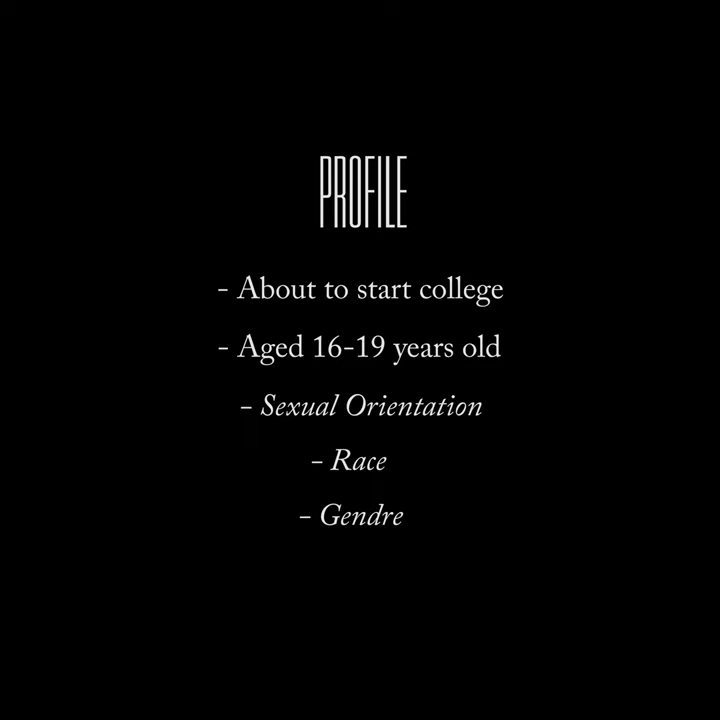 PROFILE
- About to start college
- Aged 16-19 years old
- Sexual Orientation
- Race
- Gendre